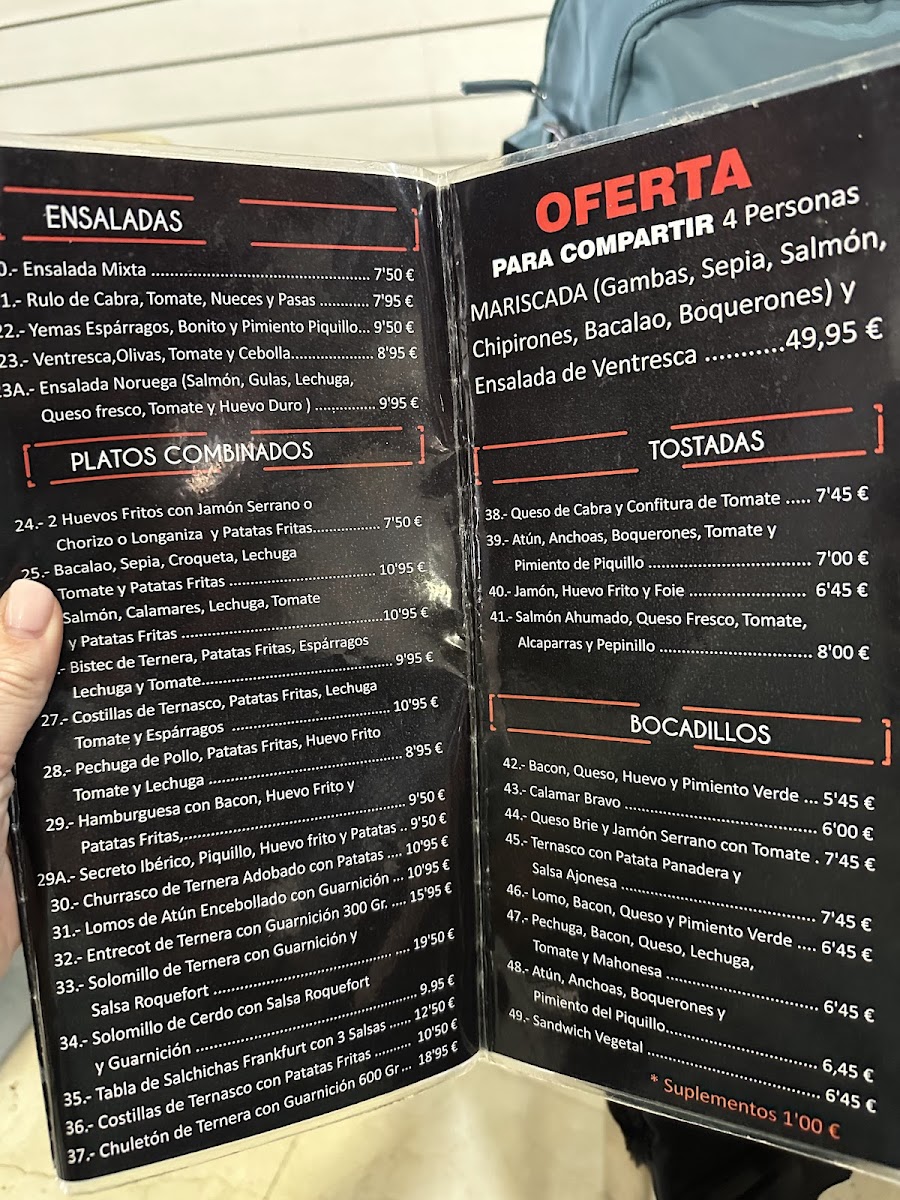 ENSALADAS
0.- Ensalada Mixta ........................................ 7'50 €
1.- Rulo de Cabra, Tomate, Nueces y Pasas ............ 7'95 €
22.- Yemas Espárragos, Bonito y Pimiento Piquillo... 9'50 €
23.- Ventresca,Olivas, Tomate y Cebolla.................... 8'95 €
23A.- Ensalada Noruega (Salmón, Gulas, Lechuga,
Queso fresco, Tomate y Huevo Duro ) ............... 9'95 €
PLATOS COMBINADOS
24.- 2 Huevos Fritos con Jamón Serrano o
Chorizo o Longaniza y Patatas Fritas................ 7'50 €
25.- Bacalao, Sepia, Croqueta, Lechuga
Tomate y Patatas Fritas ................................. 10'95 €
Salmón, Calamares, Lechuga, Tomate
y Patatas Fritas .............................................10'95 €
.- Bistec de Ternera, Patatas Fritas, Espárragos
Lechuga y Tomate........................................... 9'95 €
27.- Costillas de Ternasco, Patatas Fritas, Lechuga
Tomate y Espárragos ................................... 10'95 €
28.- Pechuga de Pollo, Patatas Fritas, Huevo Frito
Tomate y Lechuga ........................................ 8'95 €
29.- Hamburguesa con Bacon, Huevo Frito y
Patatas Fritas,................................................ 9'50 €
29A.- Secreto Ibérico, Piquillo, Huevo frito y Patatas .. 9'50 €
30.- Churrasco de Ternera Adobado con Patatas .... 10'95 €
31.- Lomos de Atún Encebollado con Guarnición .. 10'95 €
32.- Entrecot de Ternera con Guarnición 300 Gr. .... 15'95 €
33.- Solomillo de Ternera con Guarnición y
Salsa Roquefort ........................................ 19'50 €
34.- Solomillo de Cerdo con Salsa Roquefort
y Guarnición ............................................. 9.95 €
35.- Tabla de Salchichas Frankfurt con 3 Salsas ...... 12'50 €
36.- Costillas de Ternasco con Patatas Fritas .......... 10'50 €
37.- Chuletón de Ternera con Guarnición 600 Gr... 18'95 €
OFERTA
PARA COMPARTIR 4 Personas
MARISCADA (Gambas, Sepia, Salmón,
Chipirones, Bacalao, Boquerones) y
Ensalada de Ventresca ...........49,95 €
TOSTADAS
38.- Queso de Cabra y Confitura de Tomate ..... 7'45 €
39.- Atún, Anchoas, Boquerones, Tomate y
Pimiento de Piquillo ................................ 7'00 €
40.- Jamón, Huevo Frito y Foie ....................... 6'45 €
41.- Salmón Ahumado, Queso Fresco, Tomate,
Alcaparras y Pepinillo .............................. 8'00 €
BOCADILLOS
42.- Bacon, Queso, Huevo y Pimiento Verde ... 5'45 €
43.- Calamar Bravo ...................................... 6'00 €
44.- Queso Brie y Jamón Serrano con Tomate . 7'45 €
45.- Ternasco con Patata Panadera y
Salsa Ajonesa ...................................... 7'45 €
46.- Lomo, Bacon, Queso y Pimiento Verde .... 6'45 €
47.- Pechuga, Bacon, Queso, Lechuga,
Tomate y Mahonesa .............................. 6'45 €
48.- Atún, Anchoas, Boquerones y
Pimiento del Piquillo.............................. 6,45 €
49.- Sandwich Vegetal ................................. 6'45 €
* Suplementos 1'00 €